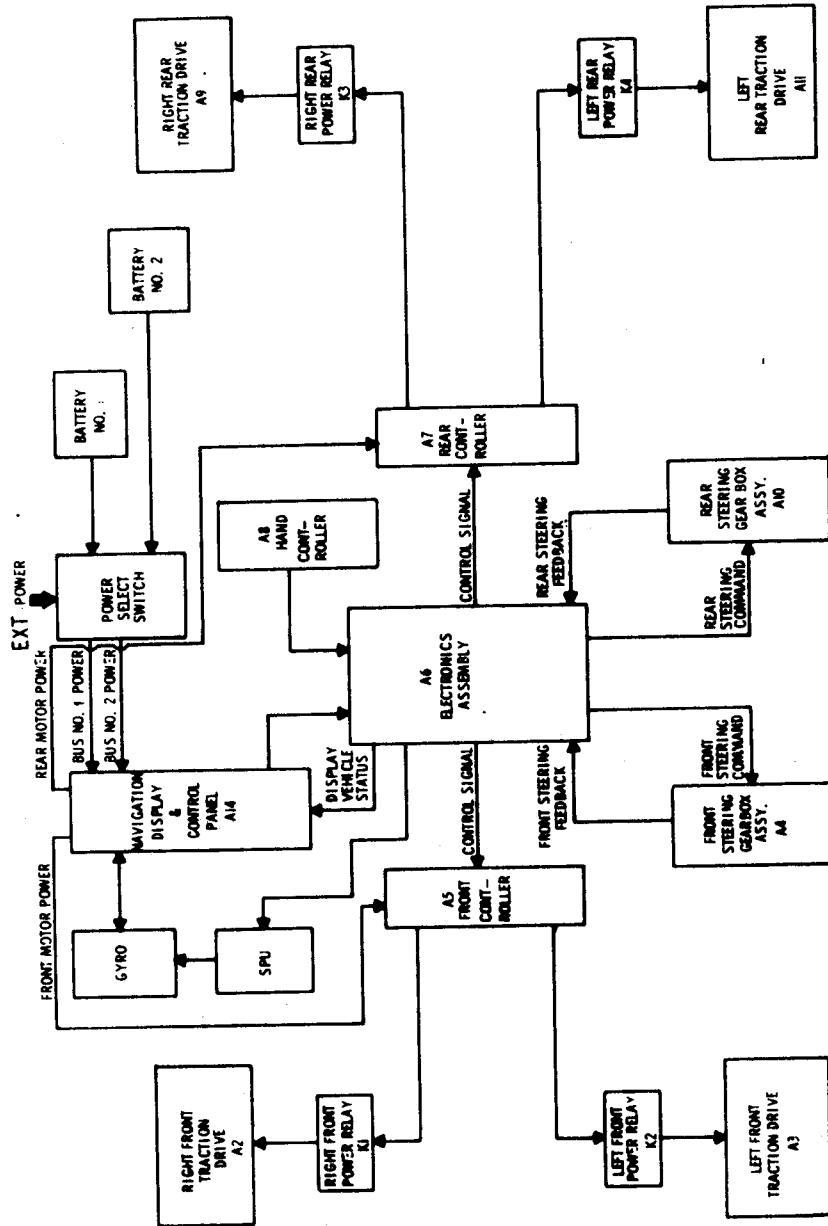 EXT POWER
BATTERY
NO. 2
BATTERY
NO.
POWER
SELECT
SWITCH
REAR MOTOR POWER
BUS NO. 1 POWER
BUS NO. 2 POWER
FRONT MOTOR POWER
NAVIGATION
DISPLAY
&
CONTROL
PANEL
A14
GYRO
SPU
A8 HAND
CONT-
ROLLER
DISPLAY
VEHICLE
STATUS
RIGHT FRONT
TRACTION
DRIVE
A2
RIGHT FRONT
POWER RELAY
K1
A5 FRONT
CONT-
ROLLER
CONTROL SIGNAL
A6
ELECTRONICS
ASSEMBLY
CONTROL SIGNAL
A7 REAR
CONT-
ROLLER
RIGHT REAR
POWER RELAY
K3
RIGHT REAR
TRACTION DRIVE
A9
FRONT STEERING
FEEDBACK
FRONT
STEERING
COMMAND
REAR STEERING
FEEDBACK
REAR
STEERING
COMMAND
LEFT FRONT
POWER RELAY
K2
LEFT FRONT
TRACTION DRIVE
A3
FRONT
STEERING
GEARBOX
ASSY.
A4
REAR
STEERING
GEAR BOX
ASSY.
A10
LEFT REAR
POWER RELAY
K4
LEFT
REAR TRACTION
DRIVE
A11